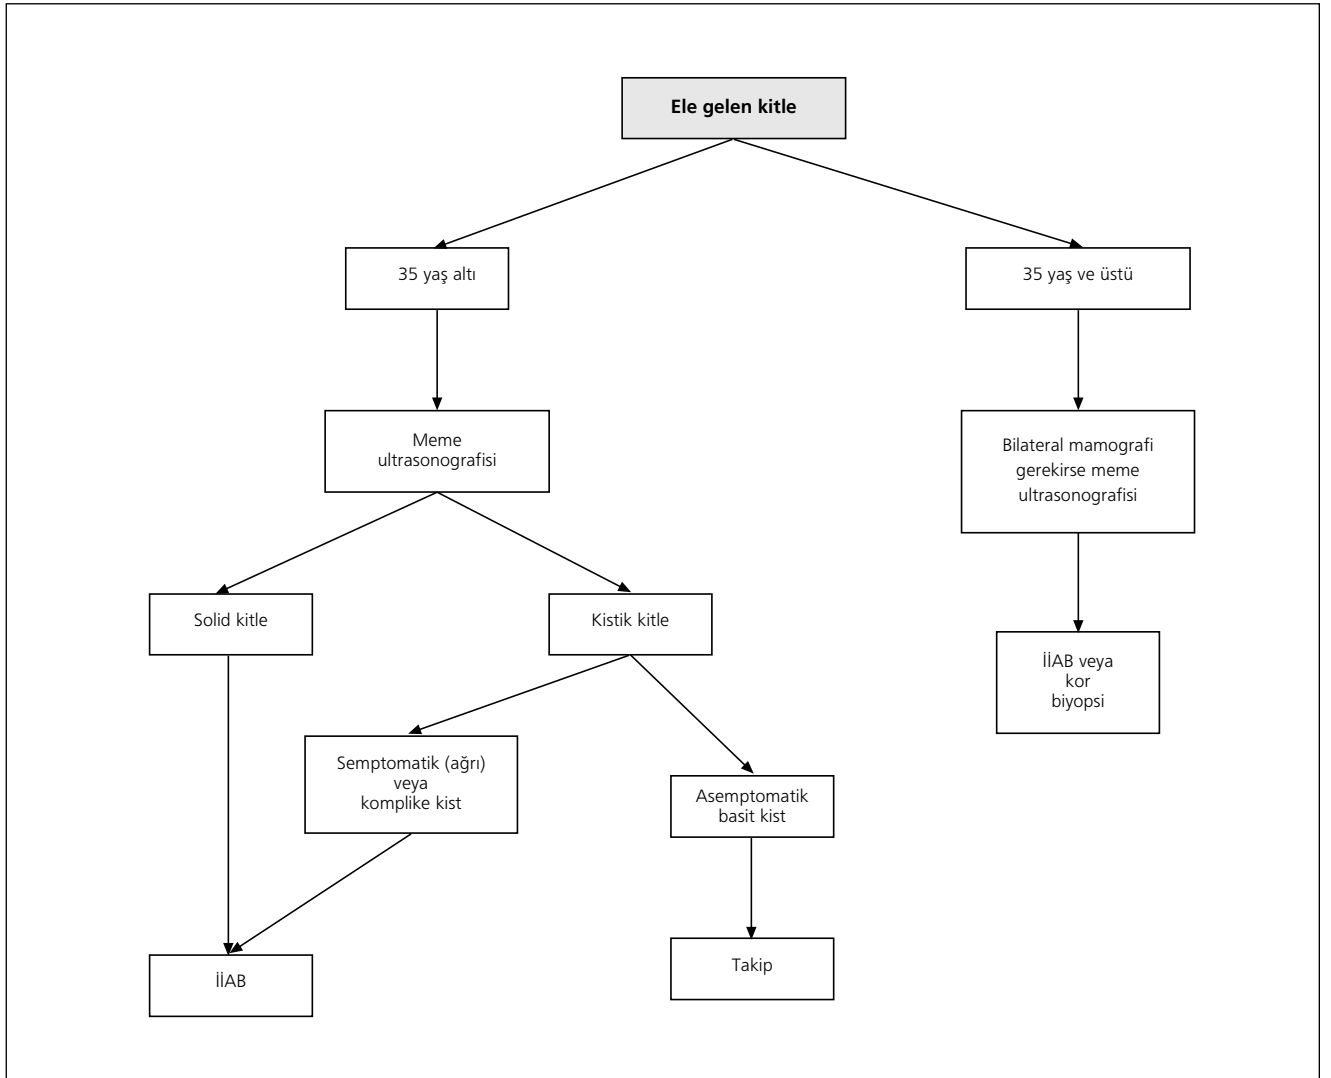 Ele gelen kitle
35 yaş altı
35 yaş ve üstü
Meme
ultrasonografisi
Bilateral mamografi
gerekirse meme
ultrasonografisi
Solid kitle
Kistik kitle
İİAB veya
kor
biyopsi
Semptomatik (ağrı)
veya
komplike kist
Asemptomatik
basit kist
İİAB
Takip